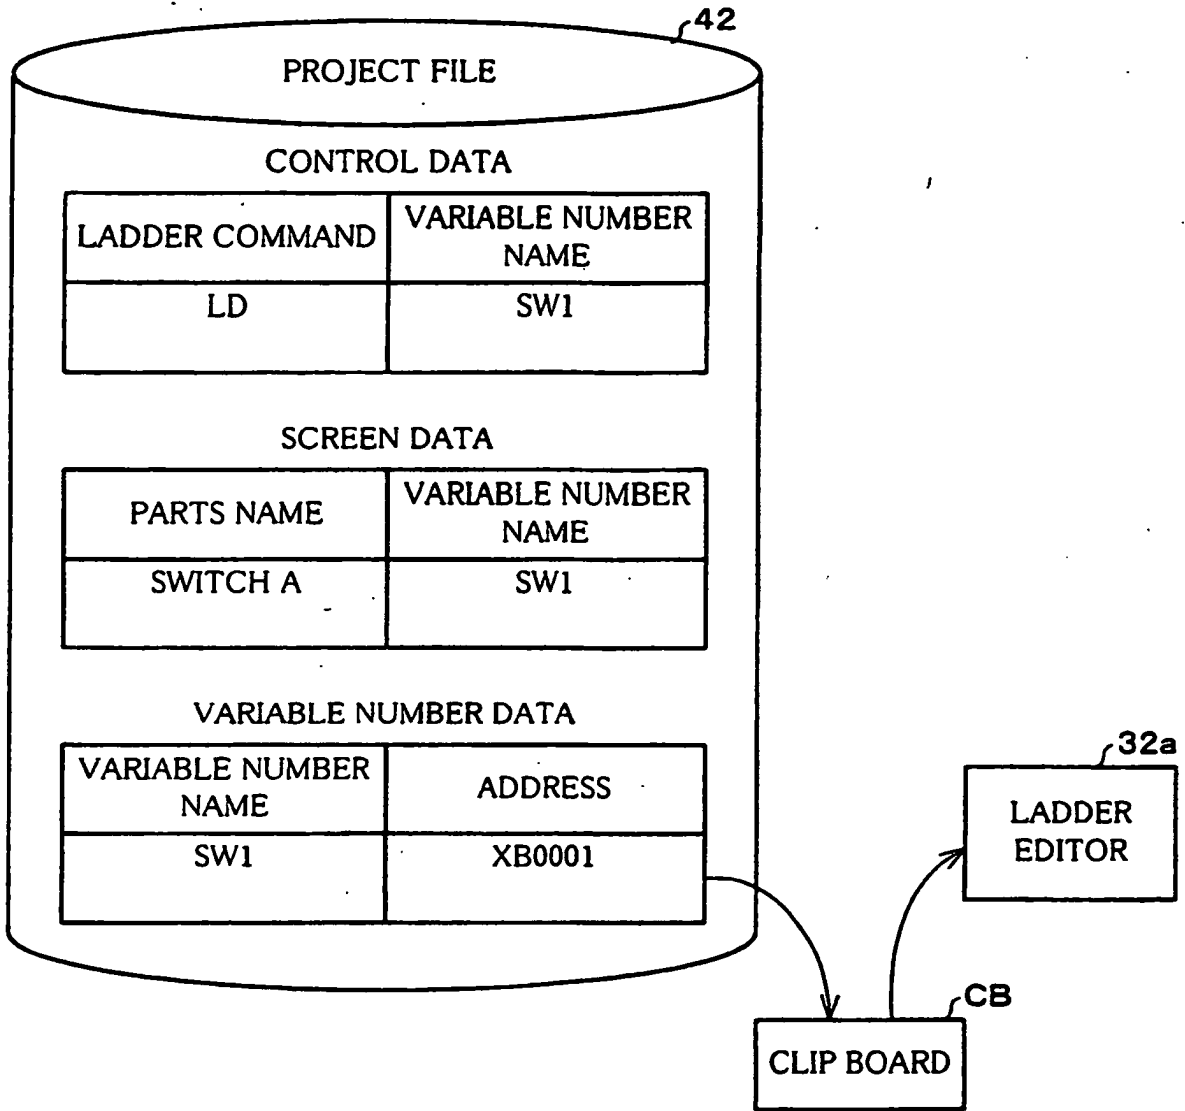 42
PROJECT FILE
CONTROL DATA
LADDER COMMAND
VARIABLE NUMBER
NAME
LD
SW1
SCREEN DATA
PARTS NAME
VARIABLE NUMBER
NAME
SWITCH A
SW1
VARIABLE NUMBER DATA
VARIABLE NUMBER
NAME
ADDRESS
SW1
XB0001
32a
LADDER
EDITOR
CB
CLIP BOARD